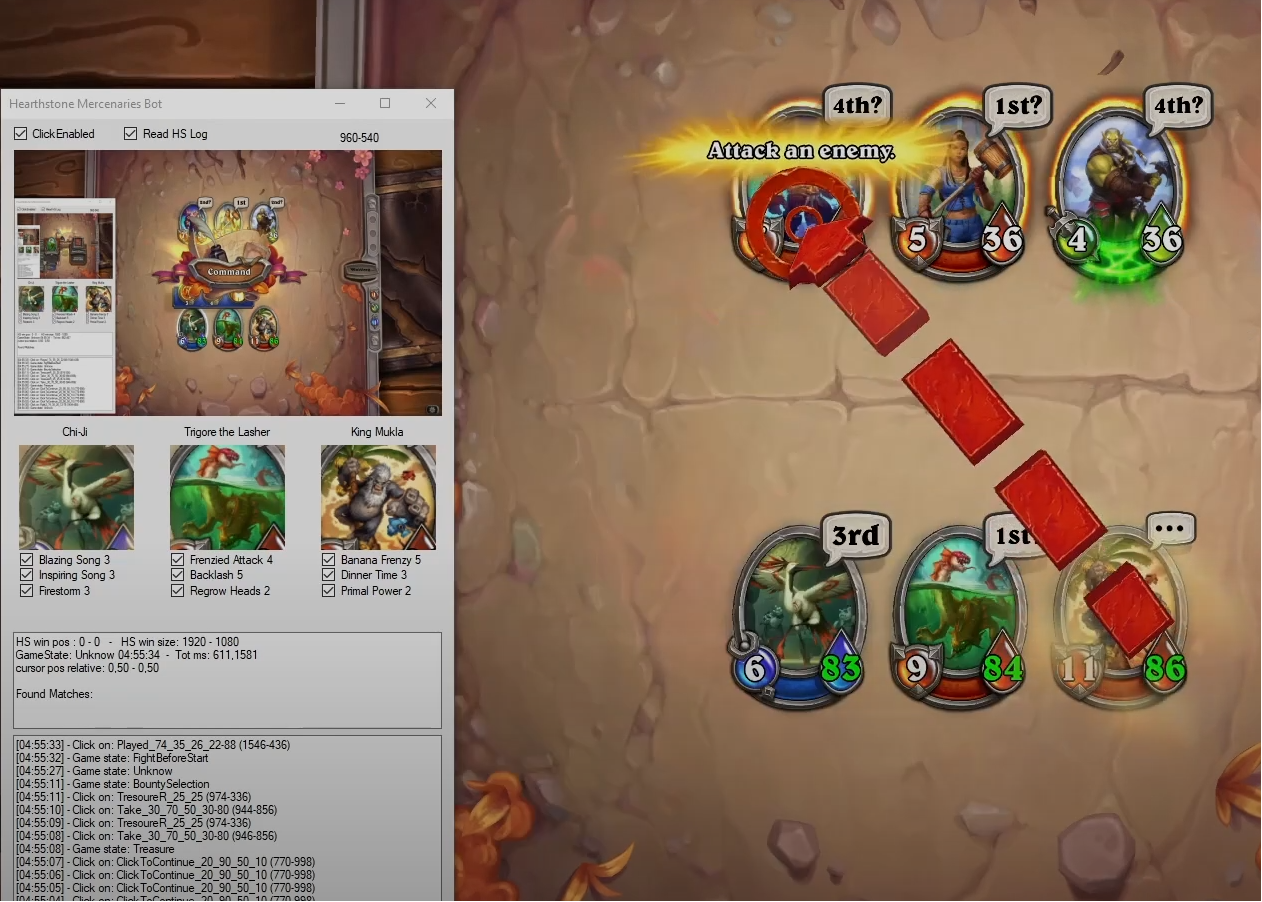 Hearthstone Mercenaries Bot
ClickEnabled
Read HS Log
960-540
Command
Chi-Ji
Trigore the Lasher
King Mukla
Blazing Song 3
Inspiring Song 3
Firestorm 3
Frenzied Attack 4
Backlash 5
Regrow Heads 2
Banana Frenzy 5
Dinner Time 3
Primal Power 2
HS win pos : 0 - 0 - HS win size: 1920 - 1080
GameState: Unknow 04:55:34 - Tot ms: 611,1581
cursor pos relative: 0,50 - 0,50
Found Matches:
[04:55:33] - Click on: Played_74_35_26_22-88 (1546-436)
[04:55:32] - Game state: FightBeforeStart
[04:55:27] - Game state: Unknow
[04:55:11] - Game state: BountySelection
[04:55:11] - Click on: TresoureR_25_25 (974-336)
[04:55:10] - Click on: Take_30_70_50_30-80 (944-856)
[04:55:09] - Click on: TresoureR_25_25 (974-336)
[04:55:08] - Click on: Take_30_70_50_30-80 (946-856)
[04:55:08] - Game state: Treasure
[04:55:07] - Click on: ClickToContinue_20_90_50_10 (770-998)
[04:55:06] - Click on: ClickToContinue_20_90_50_10 (770-998)
[04:55:05] - Click on: ClickToContinue_20_90_50_10 (770-998)
[04:55:04] - Click on: ClickToContinue_20_90_50_10 (770-998)
4th?
1st?
4th?
Attack an enemy.
5
36
4
36
3rd
1st
...
6
83
9
84
11
86